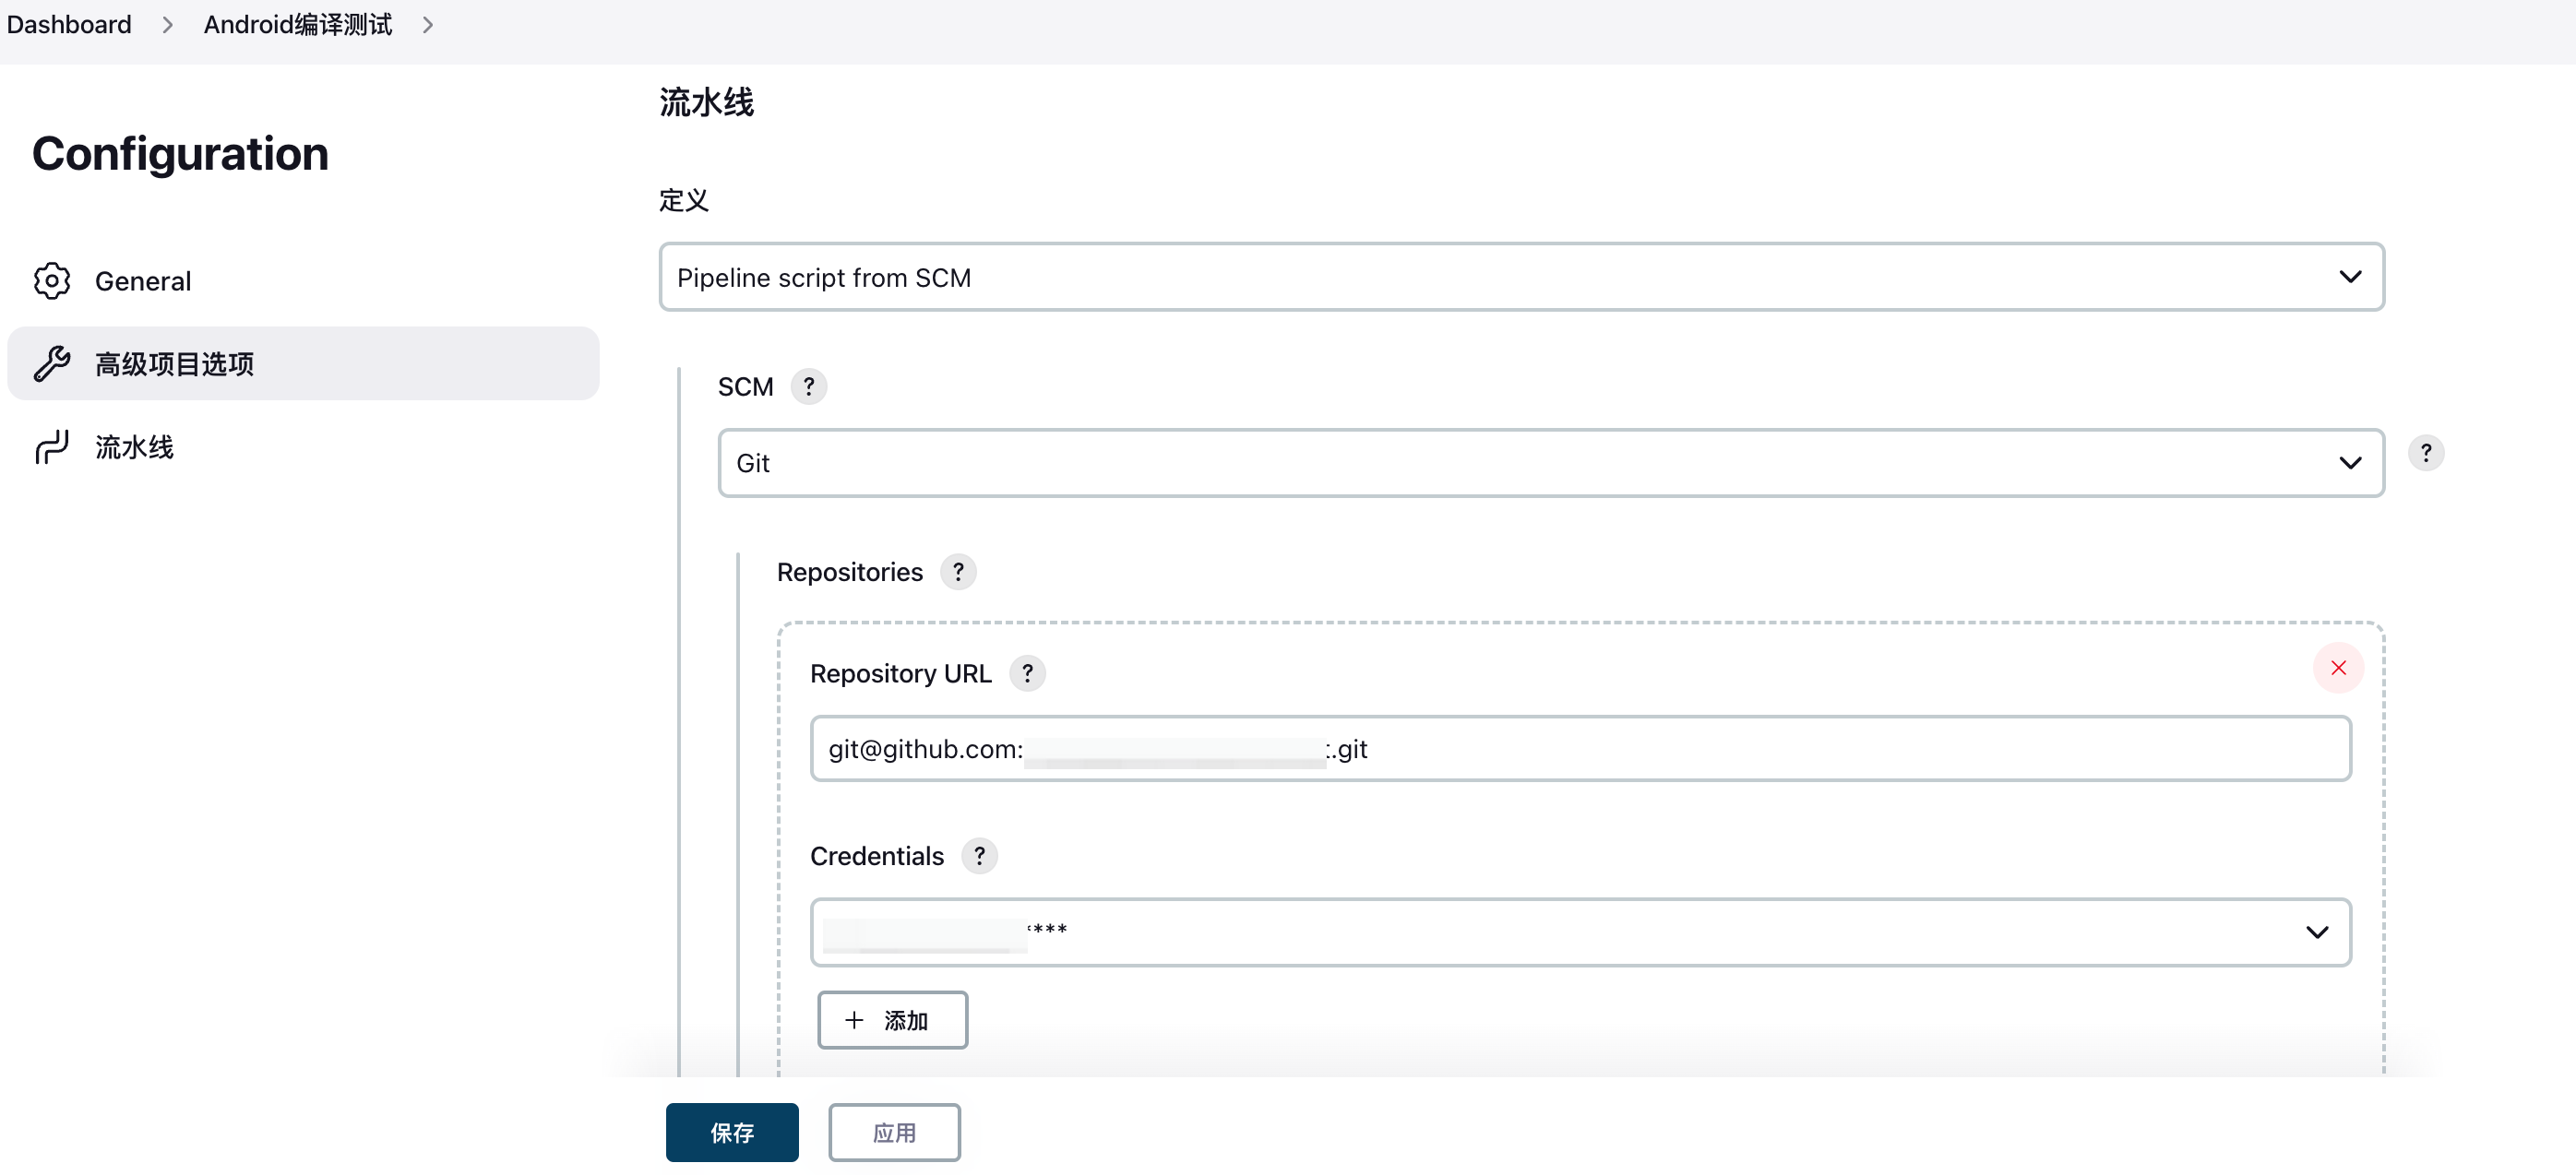 Dashboard > Android编译测试 >
Configuration
General
高级项目选项
流水线
流水线
定义
Pipeline script from SCM
SCM ?
Git
?
Repositories ?
Repository URL ?
git@github.com: .git
Credentials ?
****
+ 添加
保存
应用